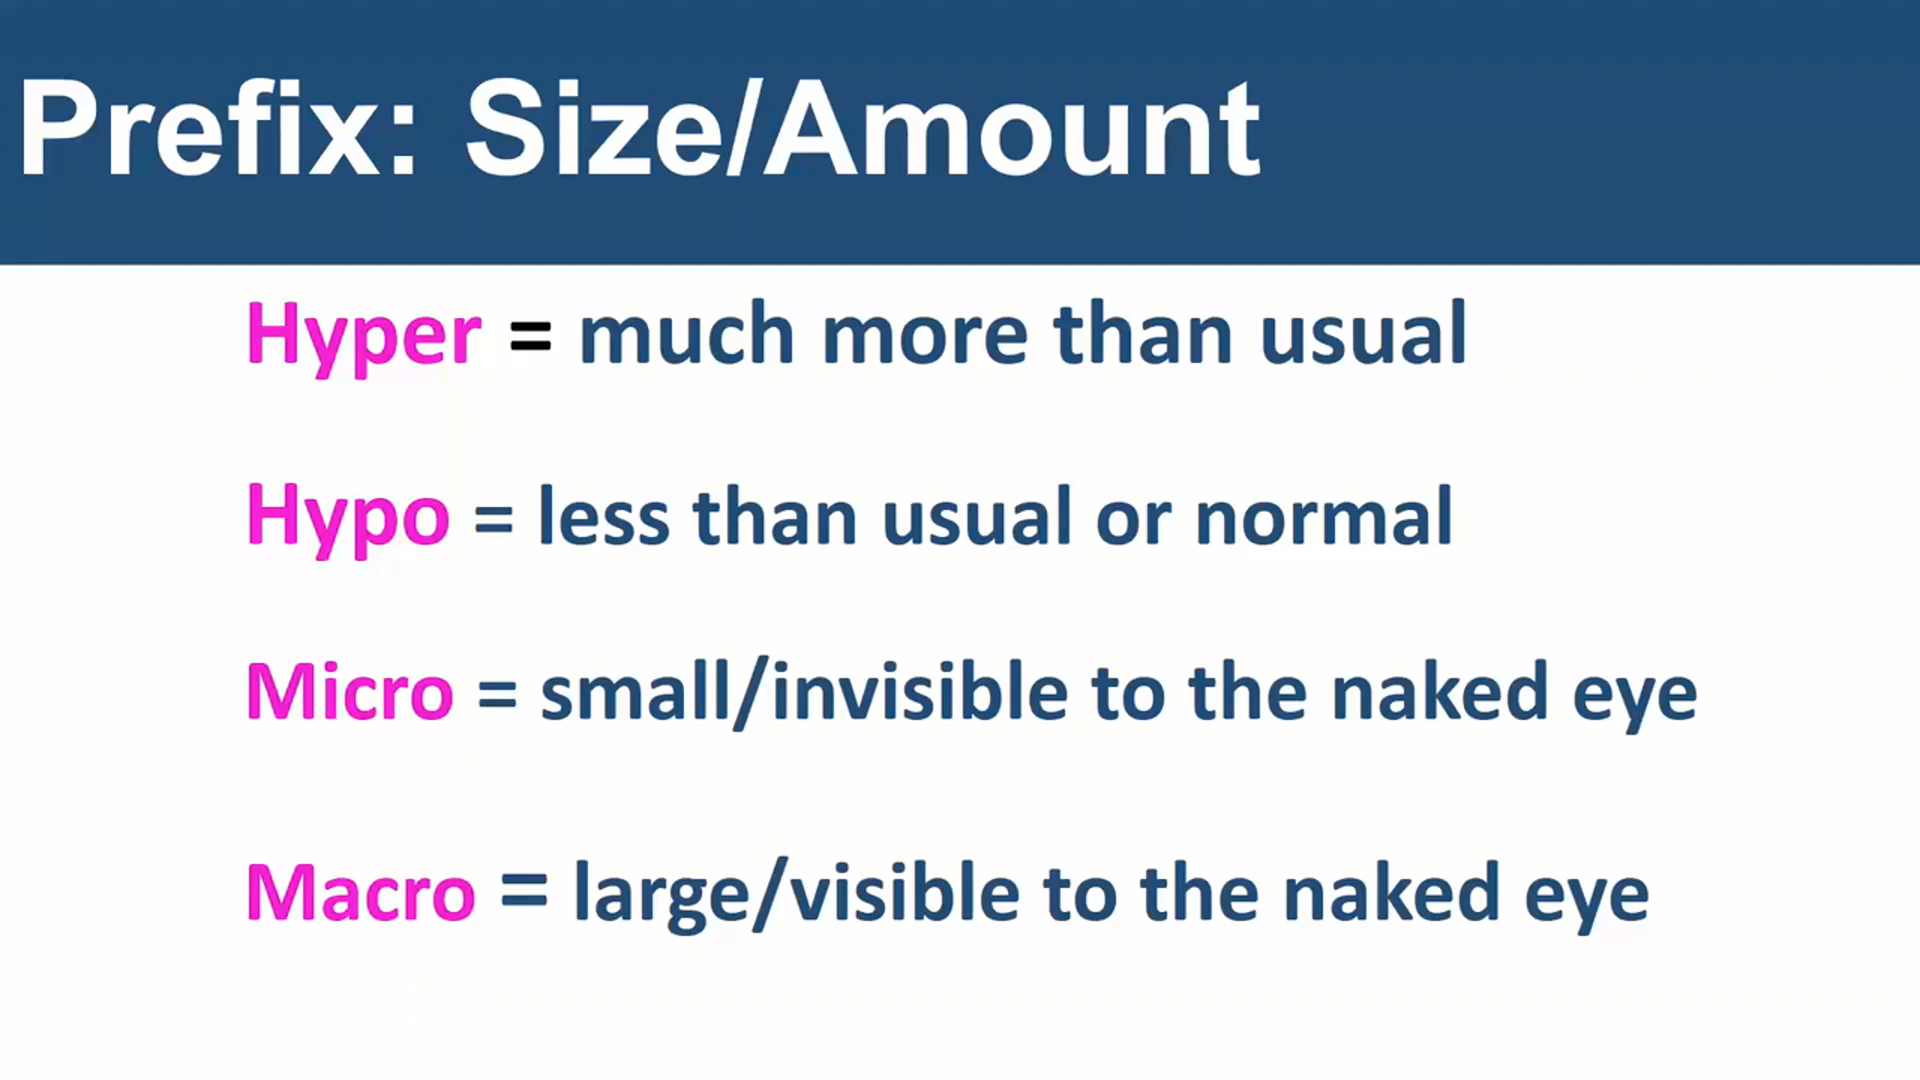 Prefix: Size/Amount
Hyper = much more than usual
Hypo = less than usual or normal
Micro = small/invisible to the naked eye
Macro = large/visible to the naked eye